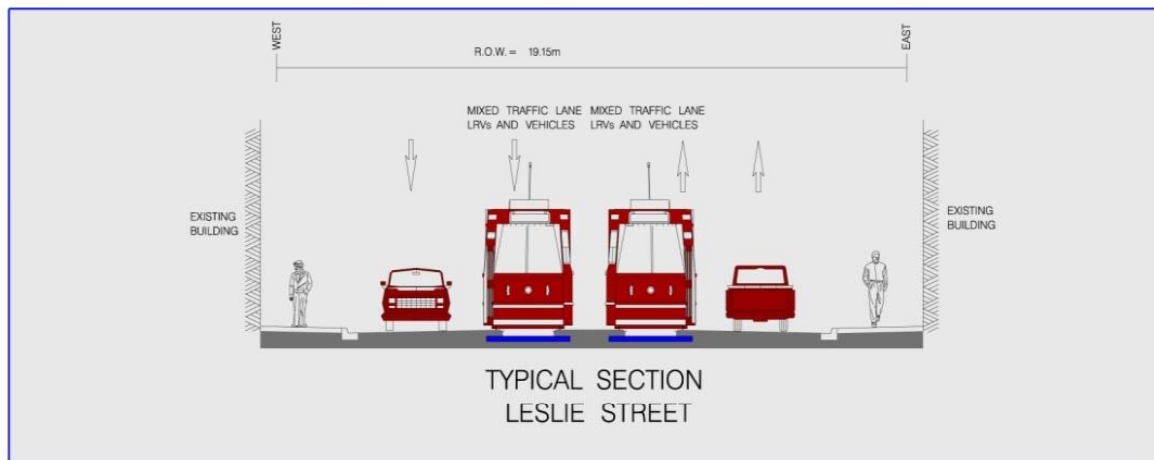 WEST
EAST
R.O.W. = 19.15m
MIXED TRAFFIC LANE
LRVs AND VEHICLES
MIXED TRAFFIC LANE
LRVs AND VEHICLES
EXISTING
BUILDING
EXISTING
BUILDING
TYPICAL SECTION
LESLIE STREET